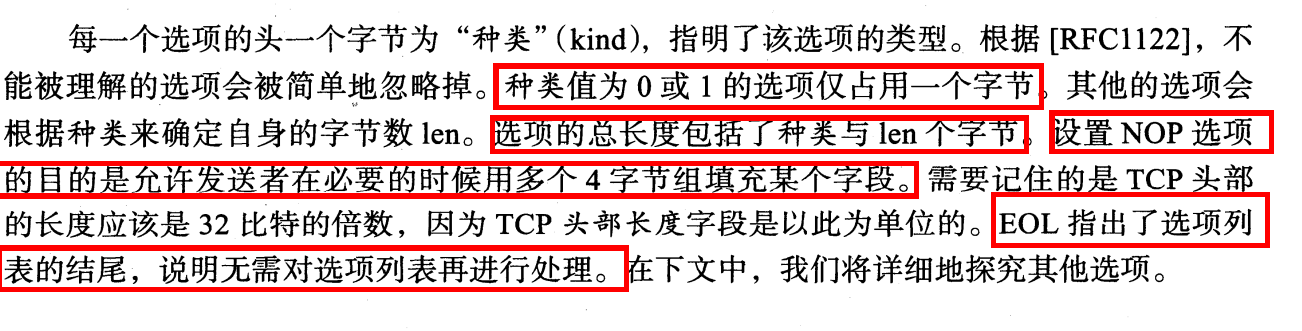 每一个选项的头一个字节为“种类”（kind），指明了该选项的类型。根据 [RFC1122]，不
能被理解的选项会被简单地忽略掉。种类值为 0 或 1 的选项仅占用一个字节。其他的选项会
根据种类来确定自身的字节数 len。选项的总长度包括了种类与 len 个字节。设置 NOP 选项
的目的是允许发送者在必要的时候用多个 4 字节组填充某个字段。需要记住的是 TCP 头部
的长度应该是 32 比特的倍数，因为 TCP 头部长度字段是以此为单位的。EOL 指出了选项列
表的结尾，说明无需对选项列表再进行处理。在下文中，我们将详细地探究其他选项。